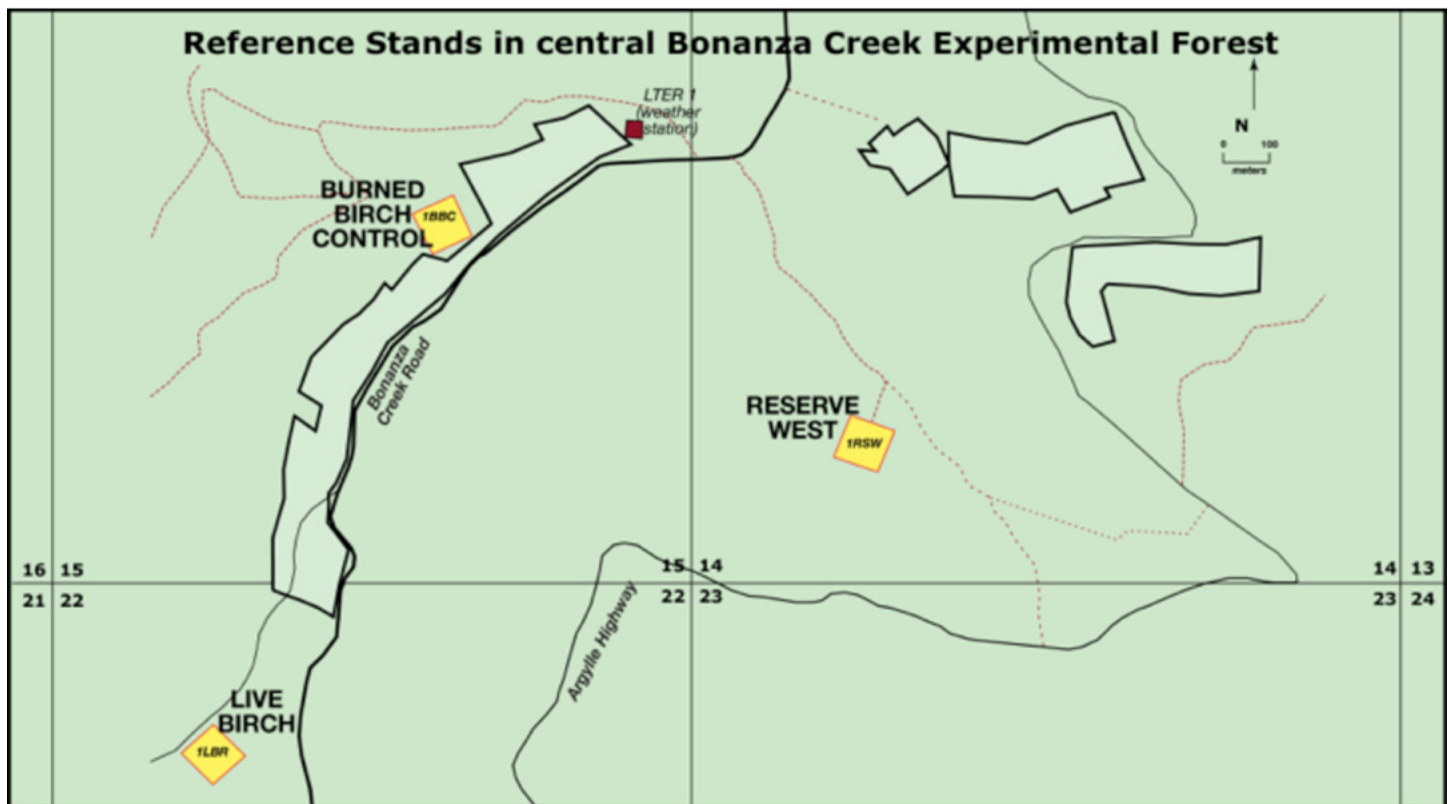 Reference Stands in central Bonanza Creek Experimental Forest
LTER 1
(weather
station)
N
0 100
meters
BURNED
BIRCH
CONTROL
1BBC
Bonanza
Creek Road
RESERVE
WEST
1RSW
16 15
21 22
15 14
22 23
14 13
23 24
Argylle Highway
LIVE
BIRCH
1LBR